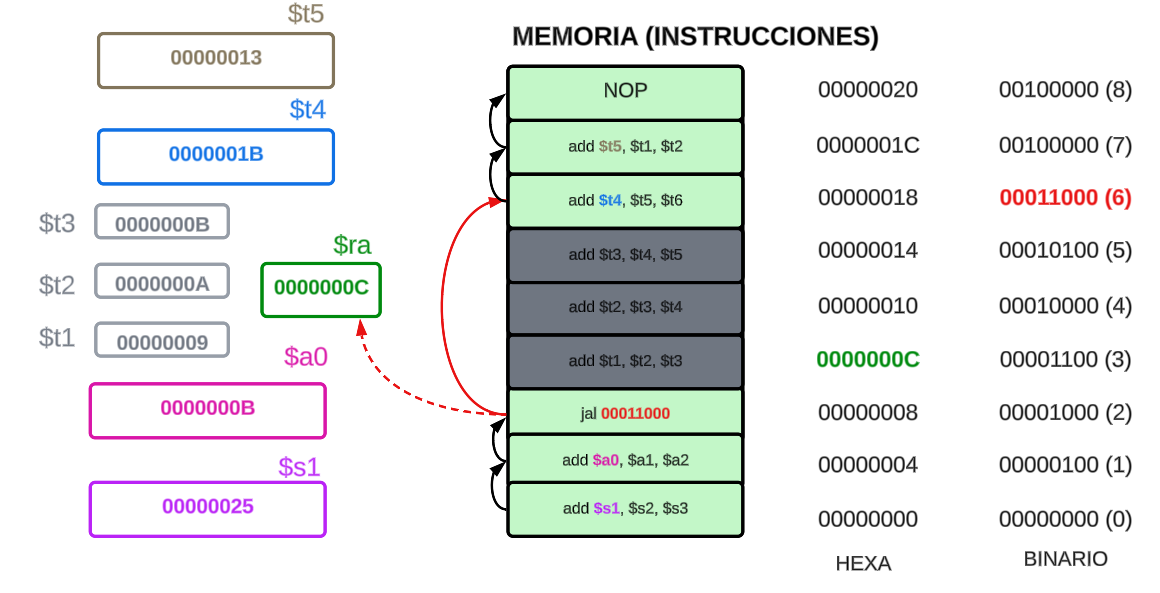 $t5
00000013
$t4
0000001B
$t3
0000000B
$t2
0000000A
$t1
00000009
$ra
0000000C
$a0
0000000B
$s1
00000025
MEMORIA (INSTRUCCIONES)
NOP 00000020 00100000 (8)
add $t5, $t1, $t2 0000001C 00100000 (7)
add $t4, $t5, $t6 00000018 00011000 (6)
add $t3, $t4, $t5 00000014 00010100 (5)
add $t2, $t3, $t4 00000010 00010000 (4)
add $t1, $t2, $t3 0000000C 00001100 (3)
jal 00011000 00000008 00001000 (2)
add $a0, $a1, $a2 00000004 00000100 (1)
add $s1, $s2, $s3 00000000 00000000 (0)
HEXA BINARIO